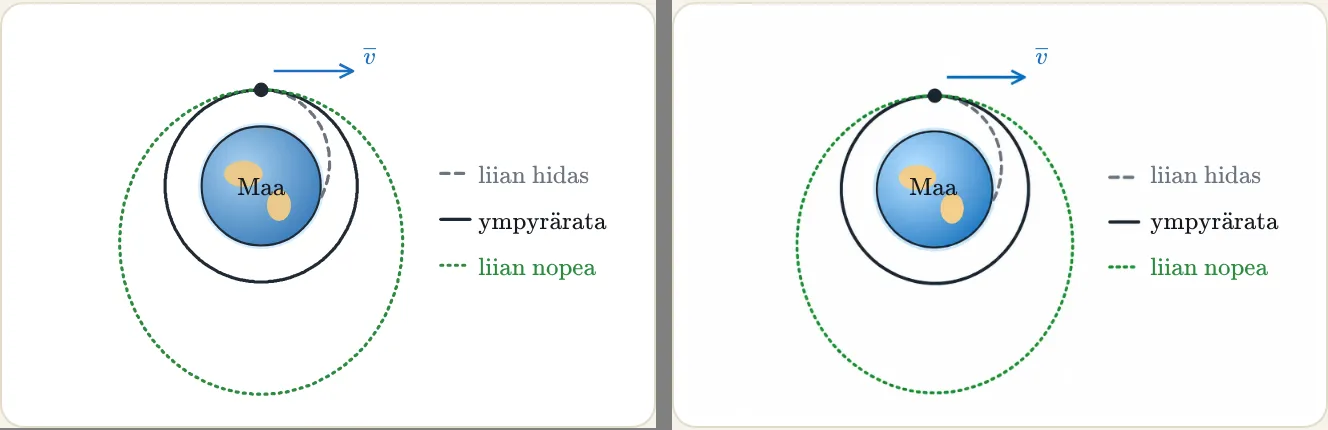 v̅
Maa
liian hidas
ympyrärata
liian nopea
v̅
Maa
liian hidas
ympyrärata
liian nopea